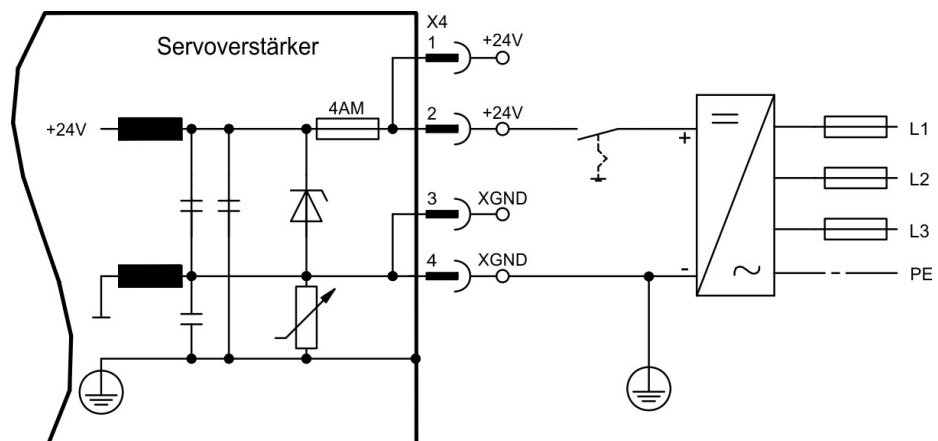 X4
Servoverstärker
1
+24V
4AM
2
+24V
+24V
+
L1
L2
3
XGND
L3
4
XGND
-
PE